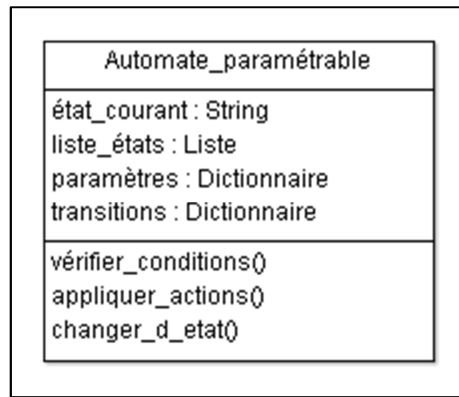 Automate_paramétrable
état_courant : String
liste_états : Liste
paramètres : Dictionnaire
transitions : Dictionnaire
vérifier_conditions()
appliquer_actions()
changer_d_etat()